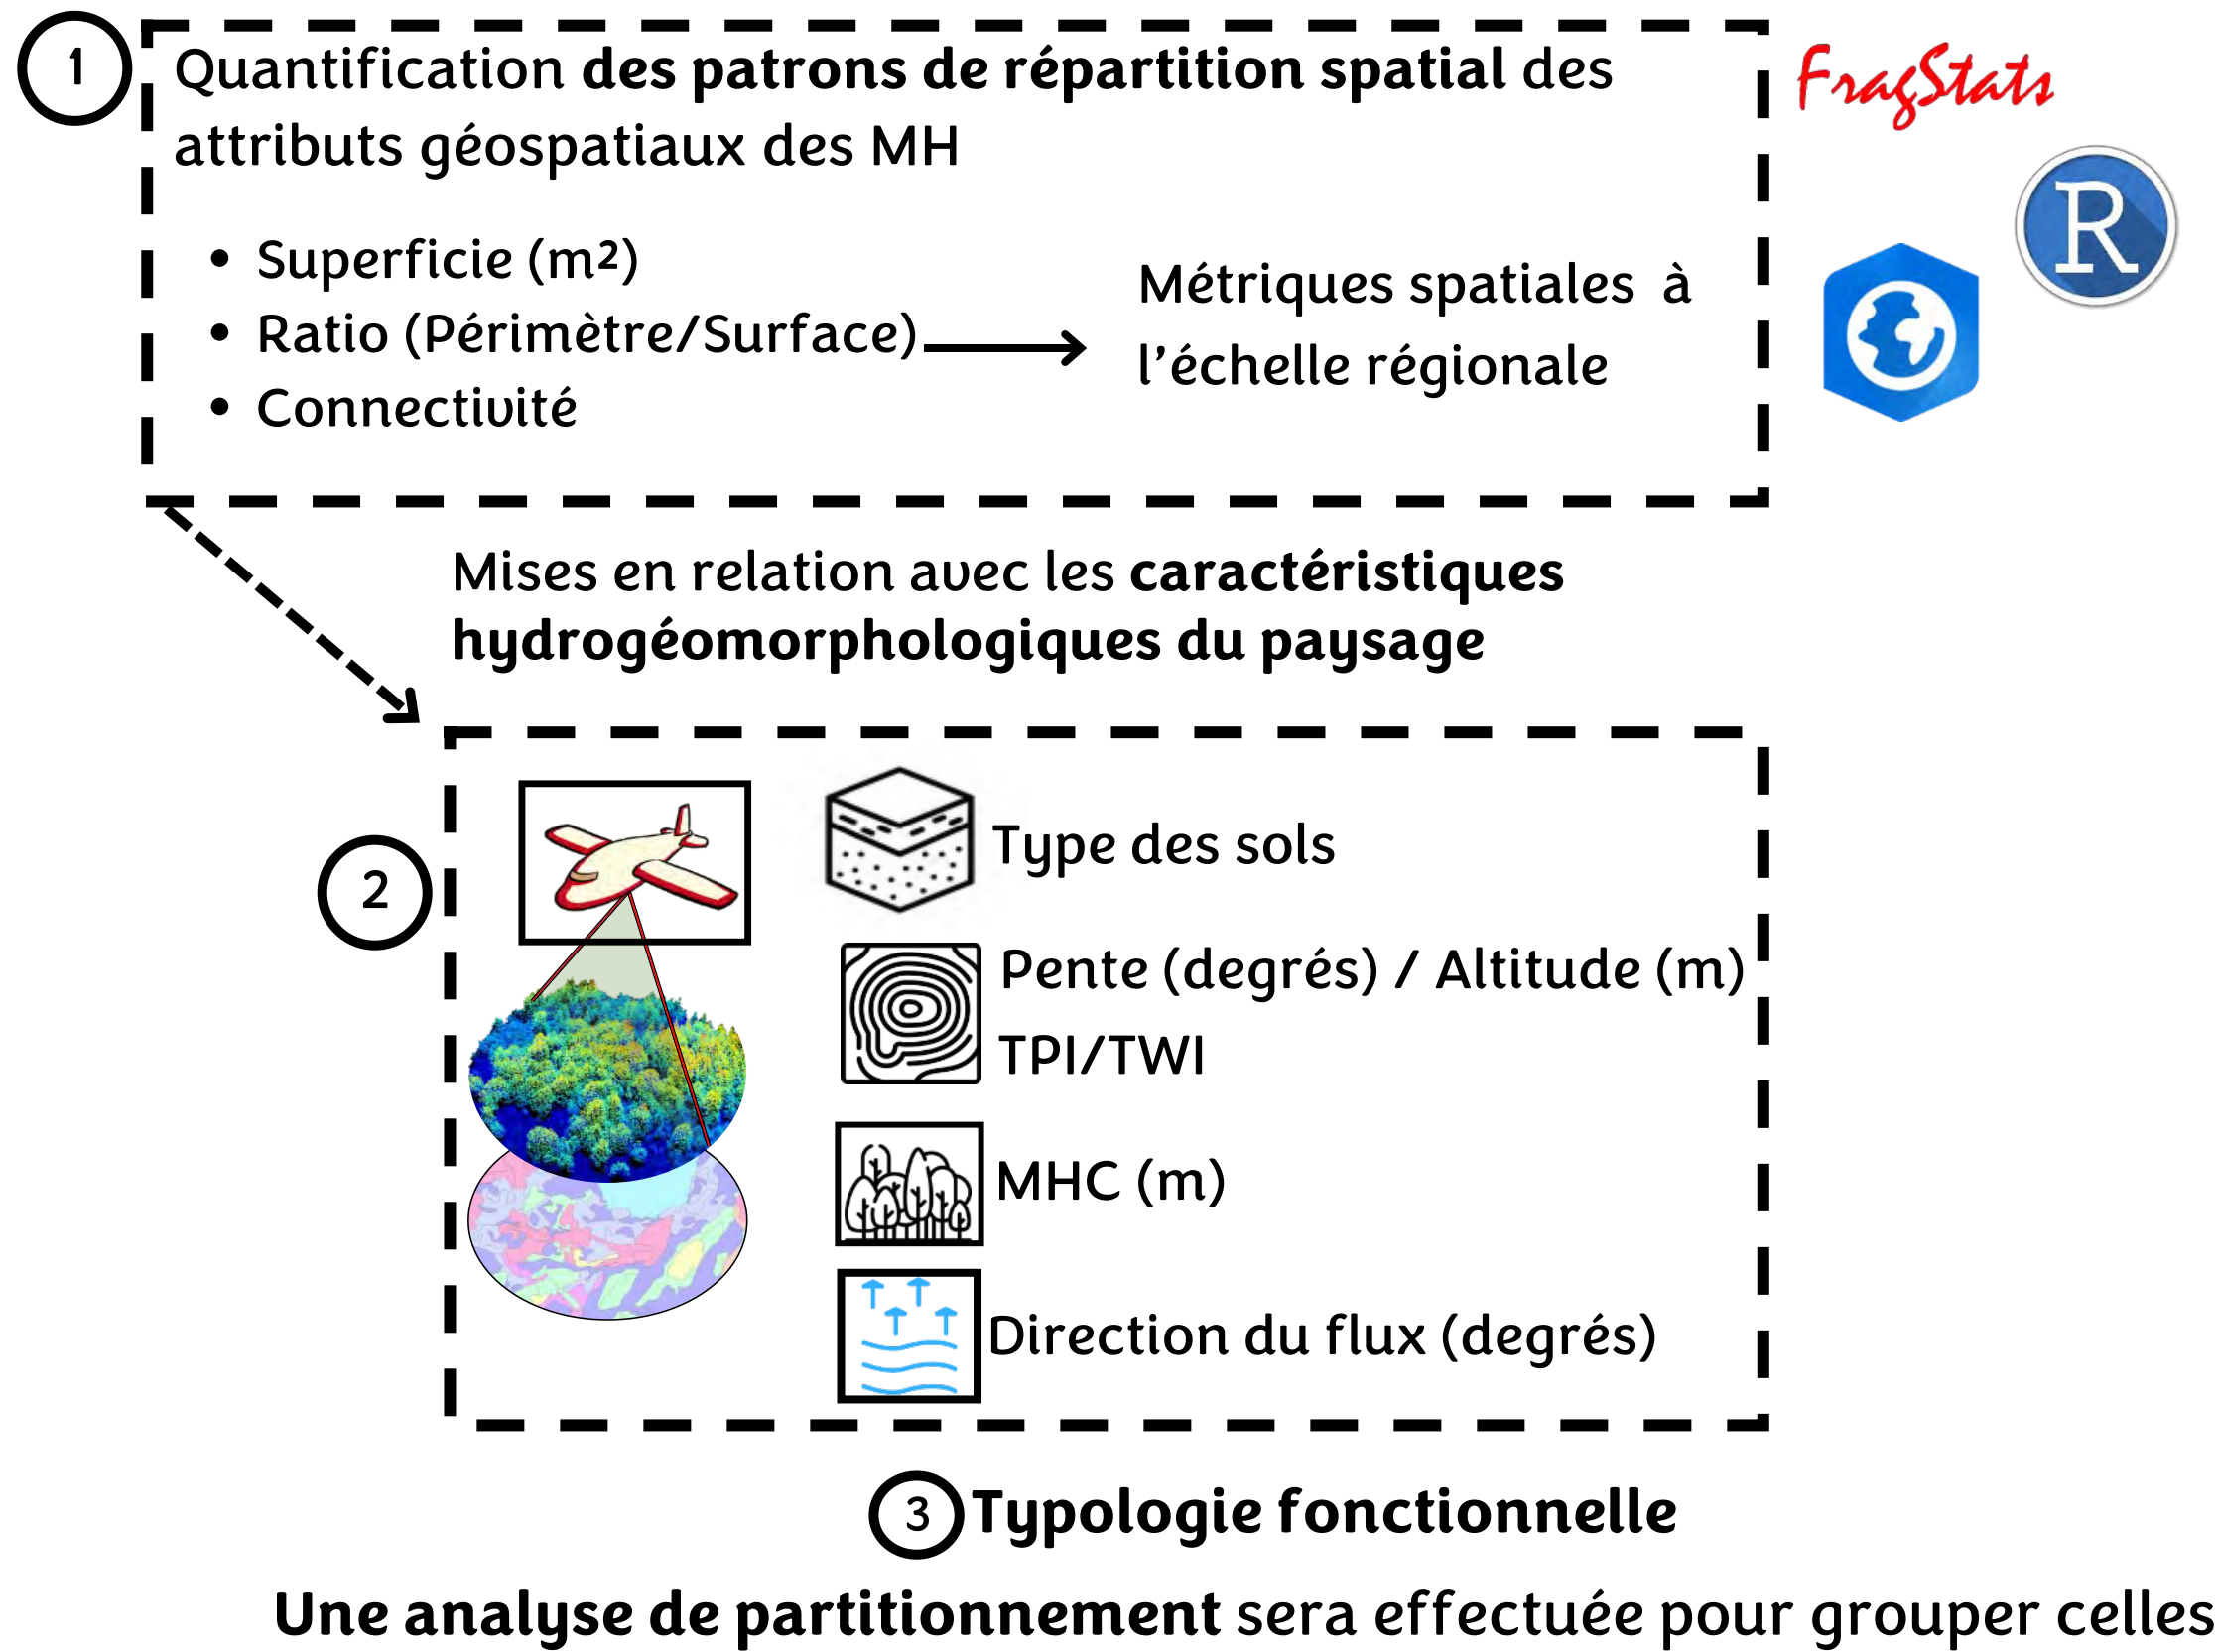 1
Quantification des patrons de répartition spatial des
attributs géospatiaux des MH
• Superficie (m²)
• Ratio (Périmètre/Surface)
• Connectivité
Métriques spatiales à
l'échelle régionale
FragStats
R
Mises en relation avec les caractéristiques
hydrogéomorphologiques du paysage
2
Type des sols
Pente (degrés) / Altitude (m)
TPI/TWI
MHC (m)
Direction du flux (degrés)
3 Typologie fonctionnelle
Une analyse de partitionnement sera effectuée pour grouper celles